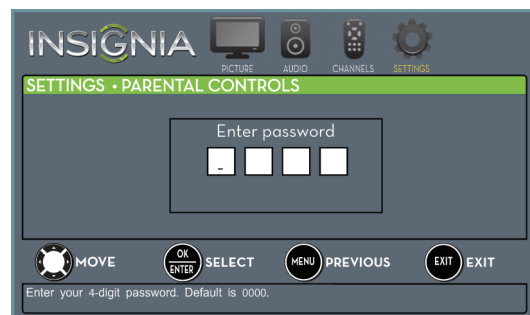 INSIGNIA
PICTURE AUDIO CHANNELS SETTINGS
SETTINGS • PARENTAL CONTROLS
Enter password
-
MOVE OK ENTER SELECT MENU PREVIOUS EXIT EXIT
Enter your 4-digit password. Default is 0000.